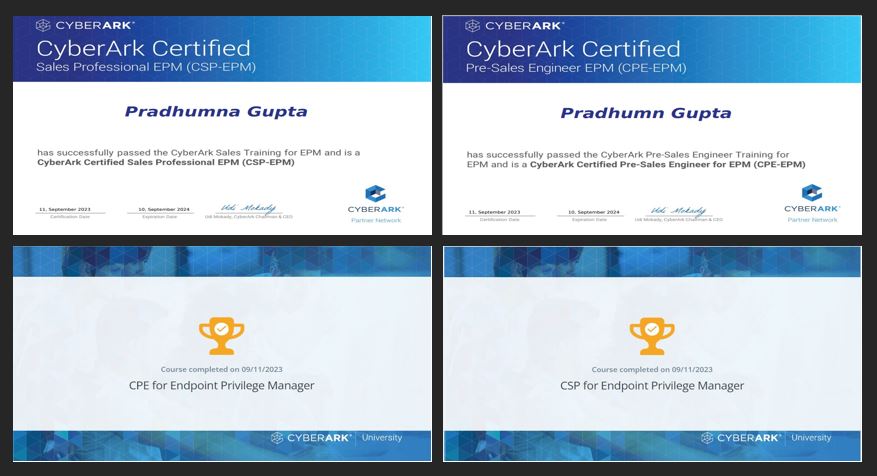 CYBERARK®
CyberArk Certified
Sales Professional EPM (CSP-EPM)
Pradhumna Gupta
has successfully passed the CyberArk Sales Training for EPM and is a
CyberArk Certified Sales Professional EPM (CSP-EPM)
11, September 2023
Certification Date
10, September 2024
Expiration Date
Udi Mokady
Udi Mokady, CyberArk Chairman & CEO
CYBERARK®
Partner Network
CYBERARK®
CyberArk Certified
Pre-Sales Engineer EPM (CPE-EPM)
Pradhumn Gupta
has successfully passed the CyberArk Pre-Sales Engineer Training for
EPM and is a CyberArk Certified Pre-Sales Engineer for EPM (CPE-EPM)
11, September 2023
Certification Date
10, September 2024
Expiration Date
Udi Mokady
Udi Mokady, CyberArk Chairman & CEO
CYBERARK®
Partner Network
Course completed on 09/11/2023
CPE for Endpoint Privilege Manager
CYBERARK® | University
Course completed on 09/11/2023
CSP for Endpoint Privilege Manager
CYBERARK® | University